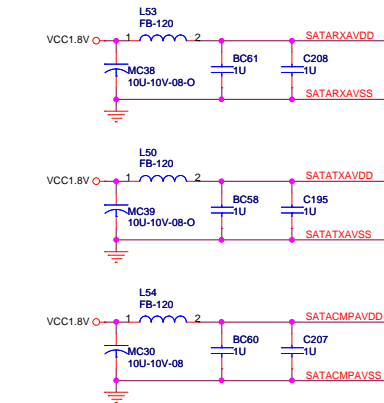 L53
FB-120
VCC1.8V 1 2 SATARXAVDD
MC38
10U-10V-08-O
BC61
1U
C208
1U
SATARXAVSS
L50
FB-120
VCC1.8V 1 2 SATATXAVDD
MC39
10U-10V-08-O
BC58
1U
C195
1U
SATATXAVSS
L54
FB-120
VCC1.8V 1 2 SATACMPAVDD
MC30
10U-10V-08
BC60
1U
C207
1U
SATACMPAVSS